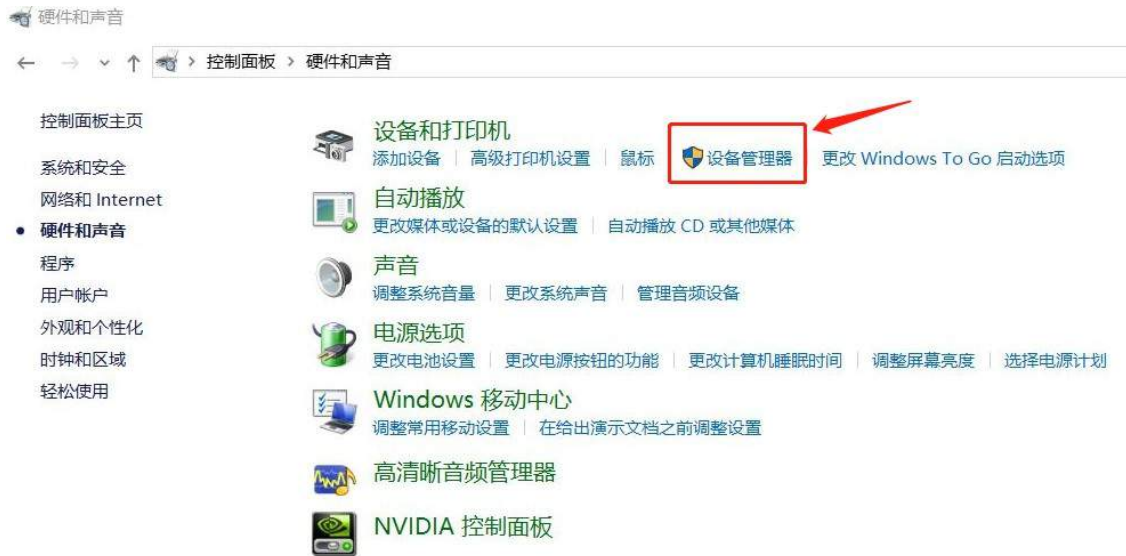 硬件和声音
控制面板 > 硬件和声音
控制面板主页
系统和安全
网络和 Internet
硬件和声音
程序
用户帐户
外观和个性化
时钟和区域
轻松使用
设备和打印机
添加设备 | 高级打印机设置 | 鼠标 设备管理器 更改 Windows To Go 启动选项
自动播放
更改媒体或设备的默认设置 | 自动播放 CD 或其他媒体
声音
调整系统音量 | 更改系统声音 | 管理音频设备
电源选项
更改电池设置 | 更改电源按钮的功能 | 更改计算机睡眠时间 | 调整屏幕亮度 | 选择电源计划
Windows 移动中心
调整常用移动设置 | 在给出演示文档之前调整设置
高清晰音频管理器
NVIDIA 控制面板